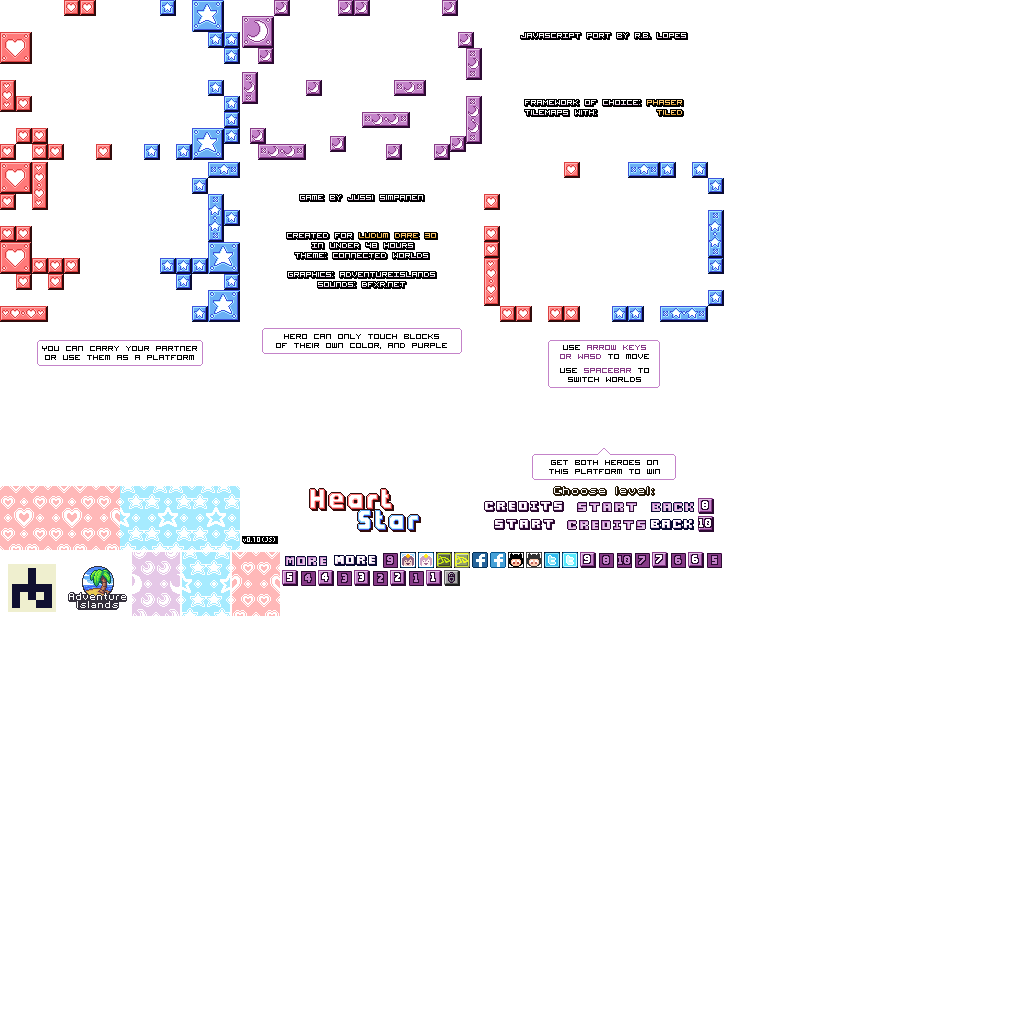 JAVASCRIPT PORT BY R.B. LOPES
FRAMEWORK OF CHOICE: PHASER
TILEMAPS WITH: TILED
GAME BY JUSSI SIMPANEN
CREATED FOR LUDUM DARE 30
IN UNDER 48 HOURS
THEME: CONNECTED WORLDS
GRAPHICS: ADVENTUREISLANDS
SOUNDS: BFXR.NET
YOU CAN CARRY YOUR PARTNER
OR USE THEM AS A PLATFORM
HERO CAN ONLY TOUCH BLOCKS
OF THEIR OWN COLOR, AND PURPLE
USE ARROW KEYS
OR WASD TO MOVE
USE SPACEBAR TO
SWITCH WORLDS
GET BOTH HEROES ON
THIS PLATFORM TO WIN
Heart
Star
Choose level:
CREDITS START BACK 8
START CREDITS BACK 10
v0.10(JS)
MORE MORE 9 9 8 10 7 7 6 6 5
Adventure
Islands
5 4 4 3 3 2 2 1 1 0